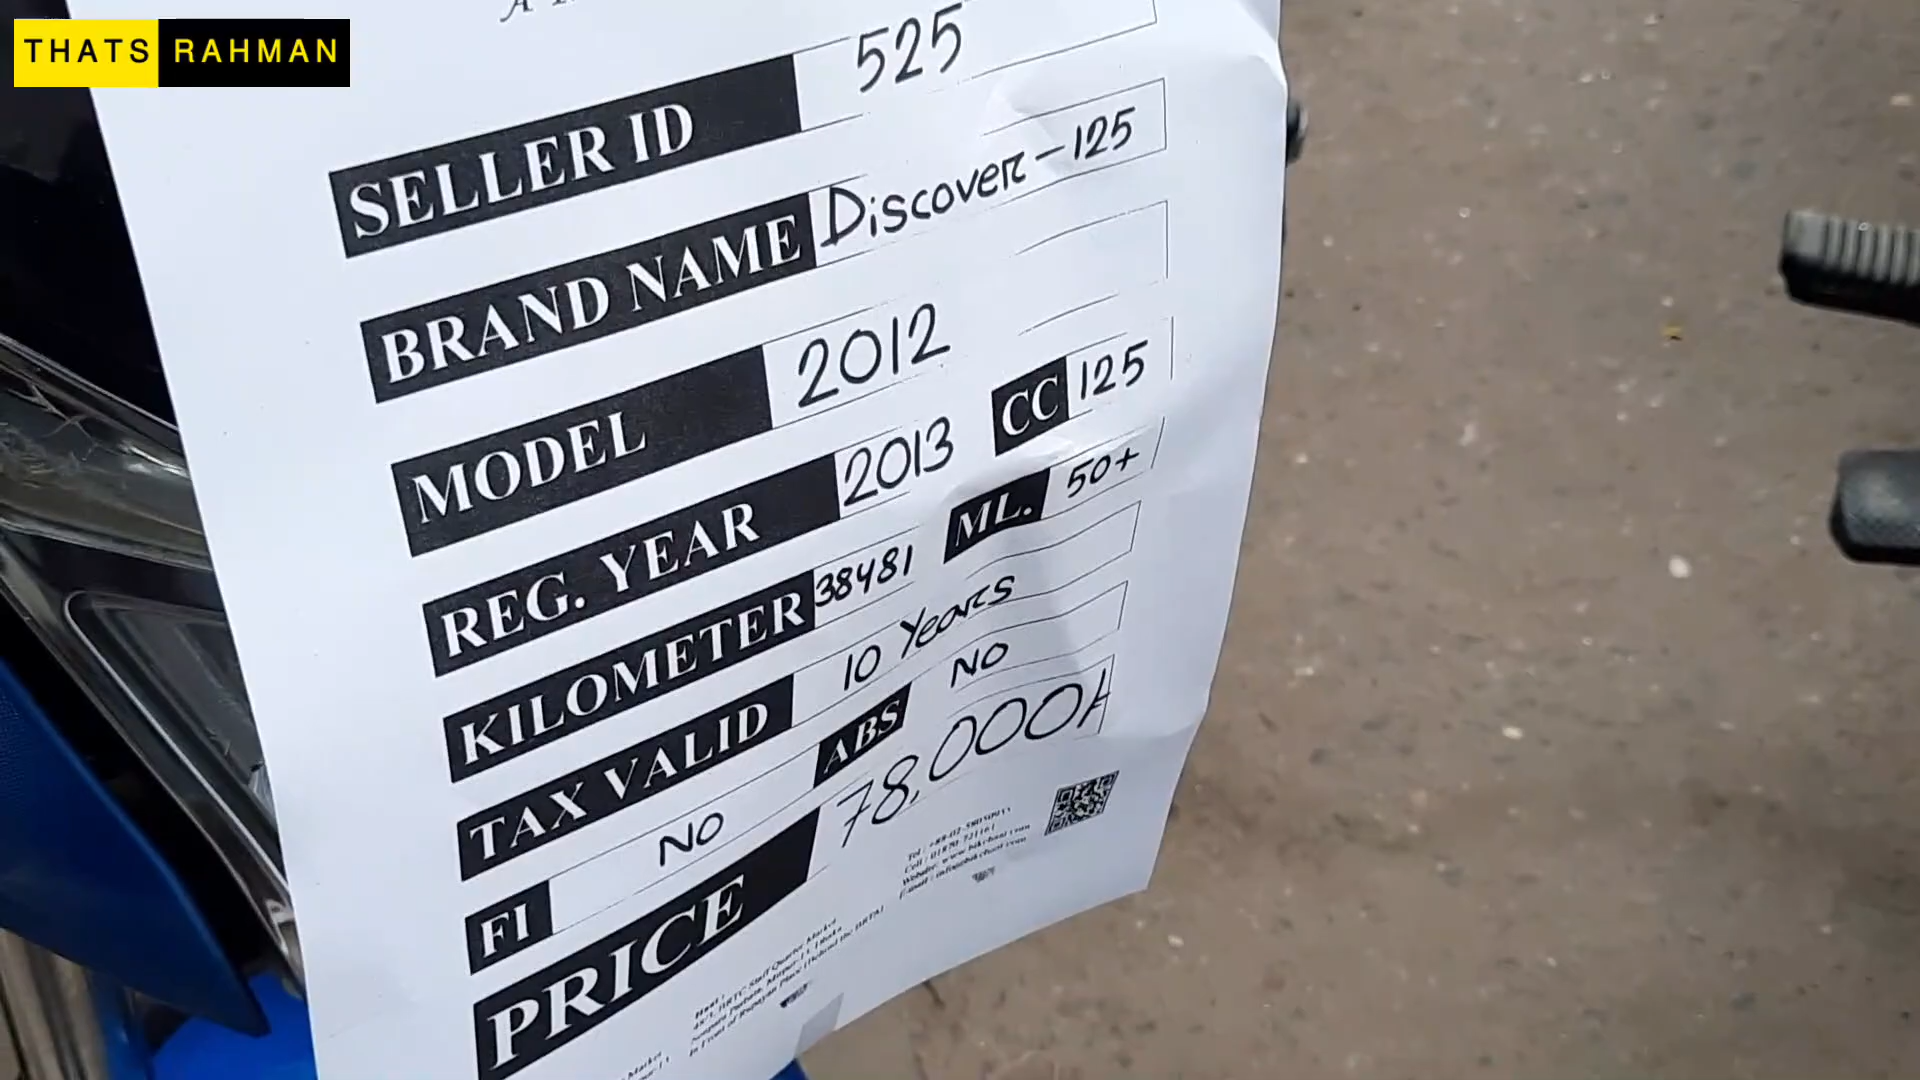 THATS RAHMAN
SELLER ID 525
BRAND NAME Discover-125
MODEL 2012
REG. YEAR 2013 CC 125
KILOMETER 38481 ML. 50+
TAX VALID 10 Years
FI NO ABS NO
PRICE 78,000/-